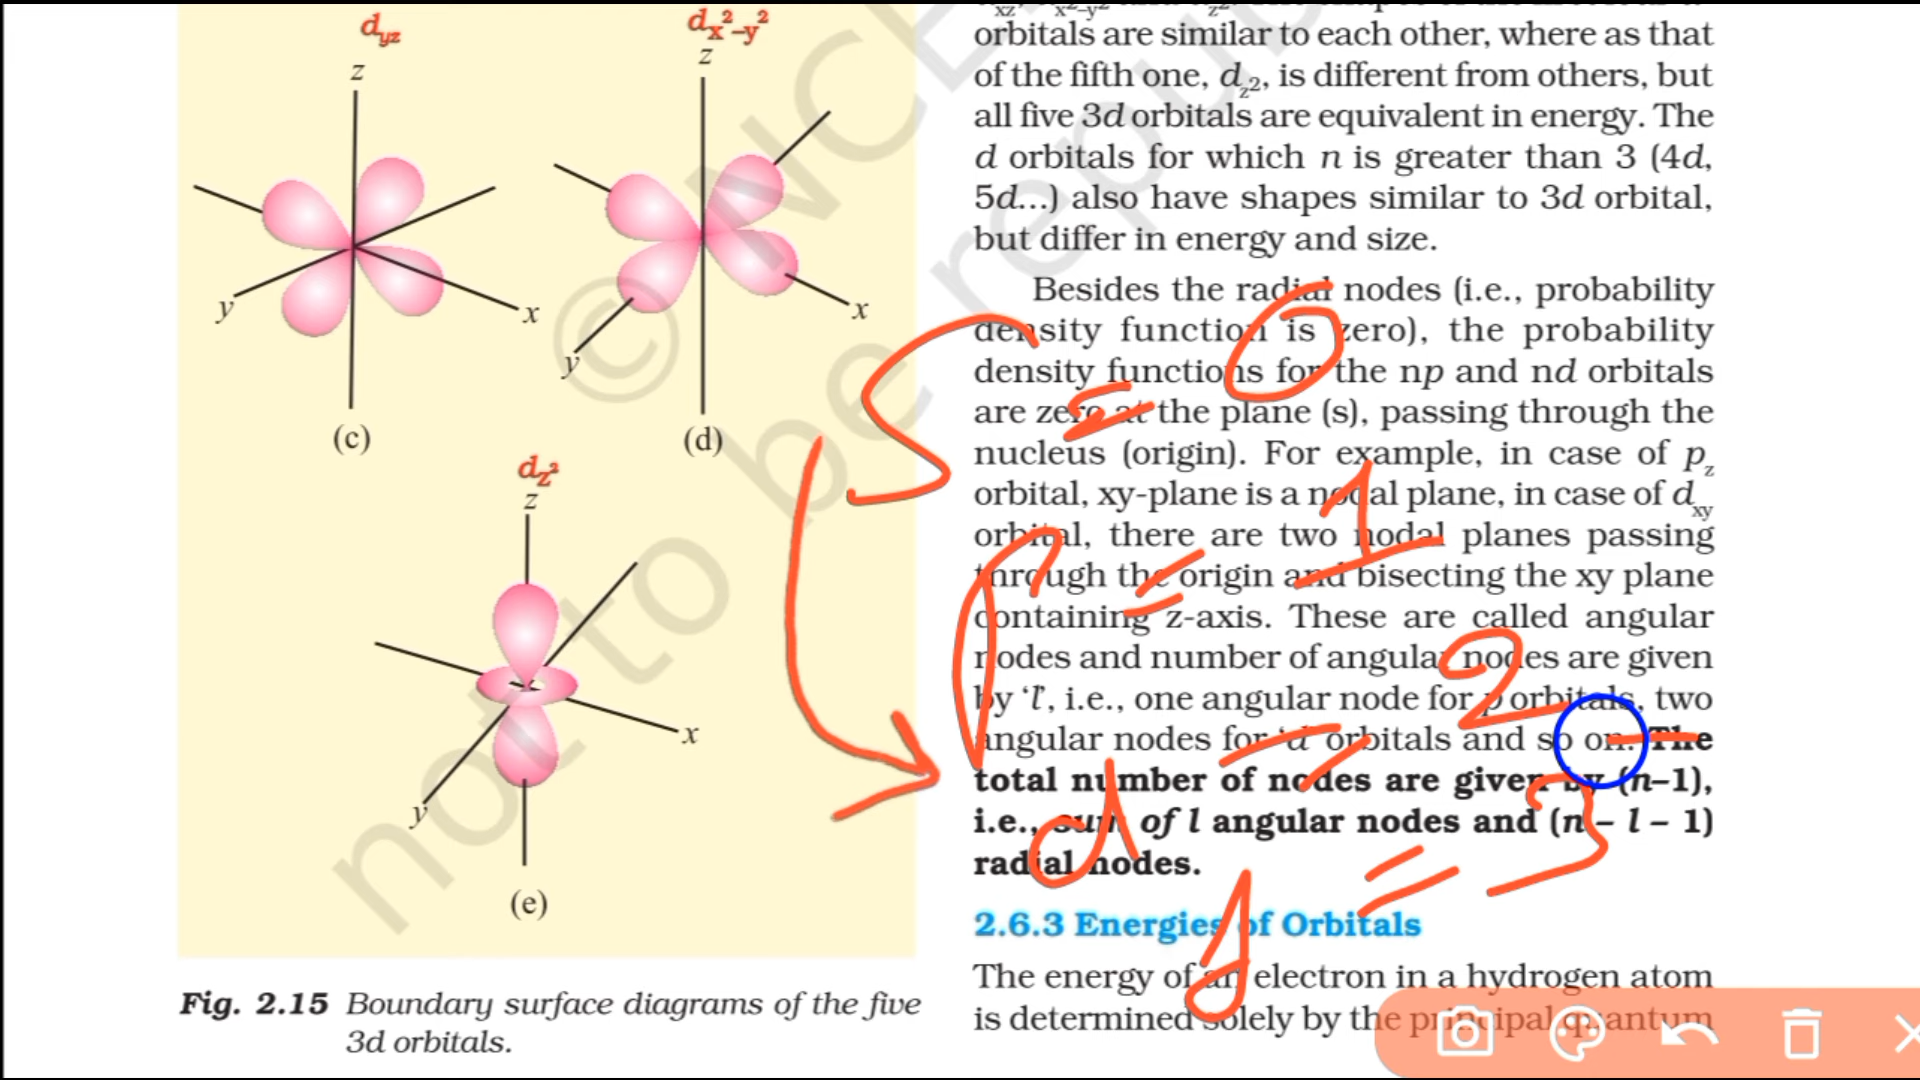 d_yz
d_x²–y²
z
z
y
x
x
y
(c)
(d)
d_z²
z
x
y
(e)
Fig. 2.15 Boundary surface diagrams of the five
3d orbitals.
orbitals are similar to each other, where as that
of the fifth one, d_z², is different from others, but
all five 3d orbitals are equivalent in energy. The
d orbitals for which n is greater than 3 (4d,
5d...) also have shapes similar to 3d orbital,
but differ in energy and size.
Besides the radial nodes (i.e., probability
density function is zero), the probability
density functions for the np and nd orbitals
are zero at the plane (s), passing through the
nucleus (origin). For example, in case of p_z
orbital, xy-plane is a nodal plane, in case of d_xy
orbital, there are two nodal planes passing
through the origin and bisecting the xy plane
containing z-axis. These are called angular
nodes and number of angular nodes are given
by ‘l’, i.e., one angular node for p orbitals, two
angular nodes for ‘d’ orbitals and so on. The
total number of nodes are given by (n–1),
i.e., sum of l angular nodes and (n – l – 1)
radial nodes.
2.6.3 Energies of Orbitals
The energy of an electron in a hydrogen atom
is determined solely by the principal quantum
S = 0
p = 1
d = 2
f = 3
© NCE
not to be repu